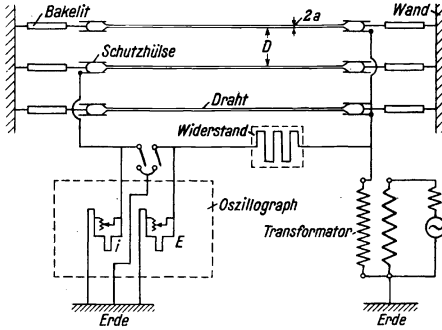 Bakelit
2a
Wand
D
Schutzhülse
Draht
Widerstand
Oszillograph
Transformator
i
E
Erde
Erde